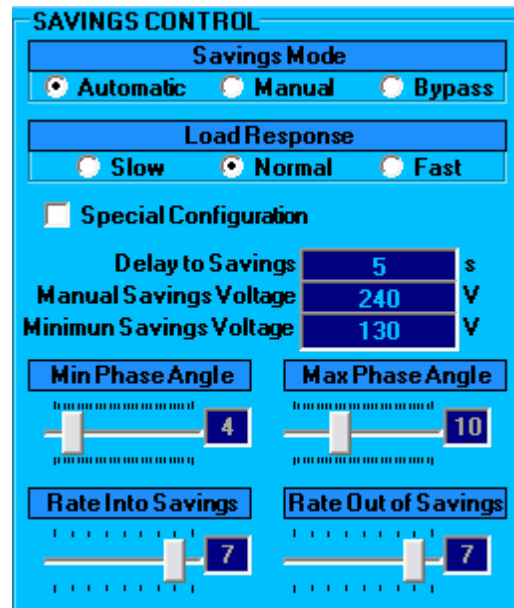 SAVINGS CONTROL
Savings Mode
Automatic Manual Bypass
Load Response
Slow Normal Fast
Special Configuration
Delay to Savings 5 s
Manual Savings Voltage 240 V
Minimun Savings Voltage 130 V
Min Phase Angle Max Phase Angle
4 10
Rate Into Savings Rate Out of Savings
7 7